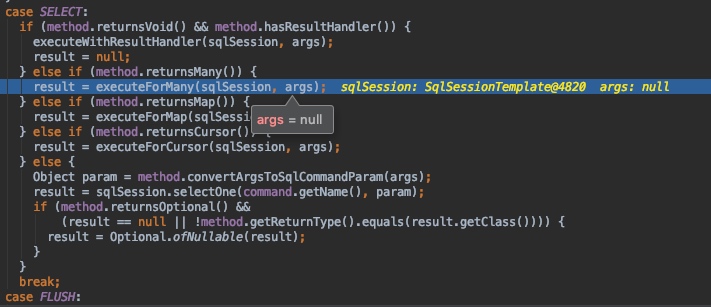 case SELECT:
if (method.returnsVoid() && method.hasResultHandler()) {
executeWithResultHandler(sqlSession, args);
result = null;
} else if (method.returnsMany()) {
result = executeForMany(sqlSession, args); sqlSession: SqlSessionTemplate@4820 args: null
} else if (method.returnsMap()) {
result = executeForMap(sqlSessi
args = null
} else if (method.returnsCursor()) {
result = executeForCursor(sqlSession, args);
} else {
Object param = method.convertArgsToSqlCommandParam(args);
result = sqlSession.selectOne(command.getName(), param);
if (method.returnsOptional() &&
(result == null || !method.getReturnType().equals(result.getClass()))) {
result = Optional.ofNullable(result);
}
}
break;
case FLUSH: